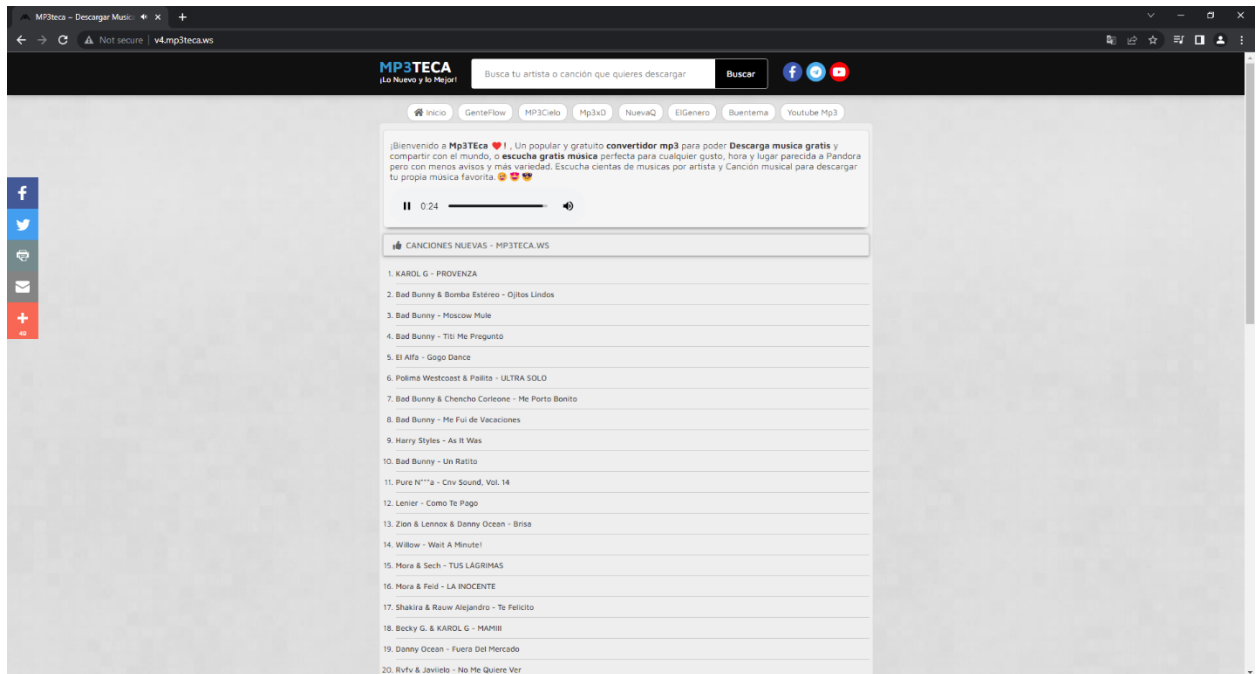 MP3teca – Descargar Music
Not secure | v4.mp3teca.ws
MP3TECA
¡Lo Nuevo y lo Mejor!
Busca tu artista o canción que quieres descargar
Buscar
Inicio GenteFlow MP3Cielo Mp3xD NuevaQ ElGenero Buentema Youtube Mp3
¡Bienvenido a Mp3TEca ❤️! , Un popular y gratuito convertidor mp3 para poder Descarga musica gratis y
compartir con el mundo, o escucha gratis música perfecta para cualquier gusto, hora y lugar parecida a Pandora
pero con menos avisos y más variedad. Escucha cientas de musicas por artista y Canción musical para descargar
tu propia música favorita.
0:24
CANCIONES NUEVAS - MP3TECA.WS
1. KAROL G - PROVENZA
2. Bad Bunny & Bomba Estéreo - Ojitos Lindos
3. Bad Bunny - Moscow Mule
4. Bad Bunny - Tití Me Preguntó
5. El Alfa - Gogo Dance
6. Polimá Westcoast & Pailita - ULTRA SOLO
7. Bad Bunny & Chencho Corleone - Me Porto Bonito
8. Bad Bunny - Me Fui de Vacaciones
9. Harry Styles - As It Was
10. Bad Bunny - Un Ratito
11. Pure N***a - Cnv Sound, Vol. 14
12. Lenier - Como Te Pago
13. Zion & Lennox & Danny Ocean - Brisa
14. Willow - Wait A Minute!
15. Mora & Sech - TUS LÁGRIMAS
16. Mora & Feid - LA INOCENTE
17. Shakira & Rauw Alejandro - Te Felicito
18. Becky G. & KAROL G - MAMIII
19. Danny Ocean - Fuera Del Mercado
20. Rvfv & Javiielo - No Me Quiere Ver
40